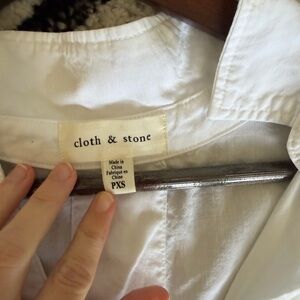 cloth & stone
Made in
China
Fabriqué en
Chine
PXS